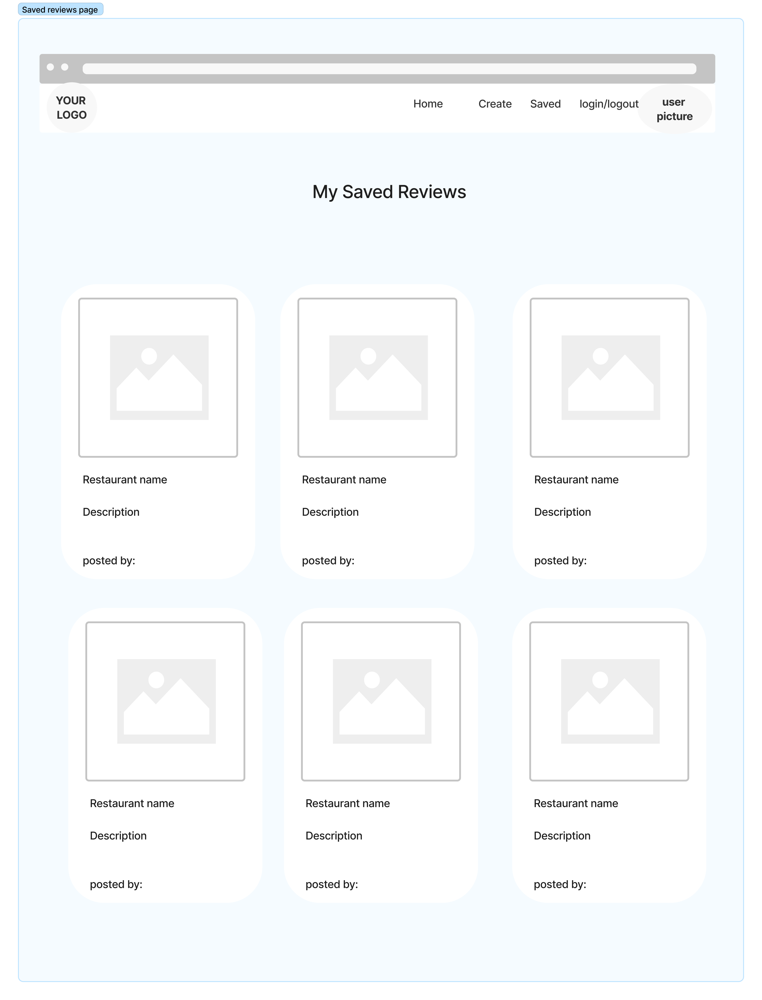 Saved reviews page
YOUR
LOGO
Home
Create
Saved
login/logout
user
picture
My Saved Reviews
Restaurant name
Description
posted by:
Restaurant name
Description
posted by:
Restaurant name
Description
posted by:
Restaurant name
Description
posted by:
Restaurant name
Description
posted by:
Restaurant name
Description
posted by: